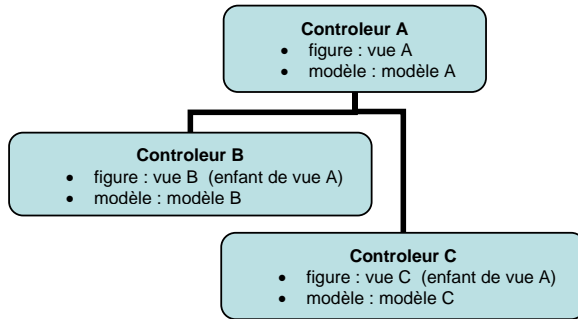 Controleur A
• figure : vue A
• modèle : modèle A
Controleur B
• figure : vue B (enfant de vue A)
• modèle : modèle B
Controleur C
• figure : vue C (enfant de vue A)
• modèle : modèle C